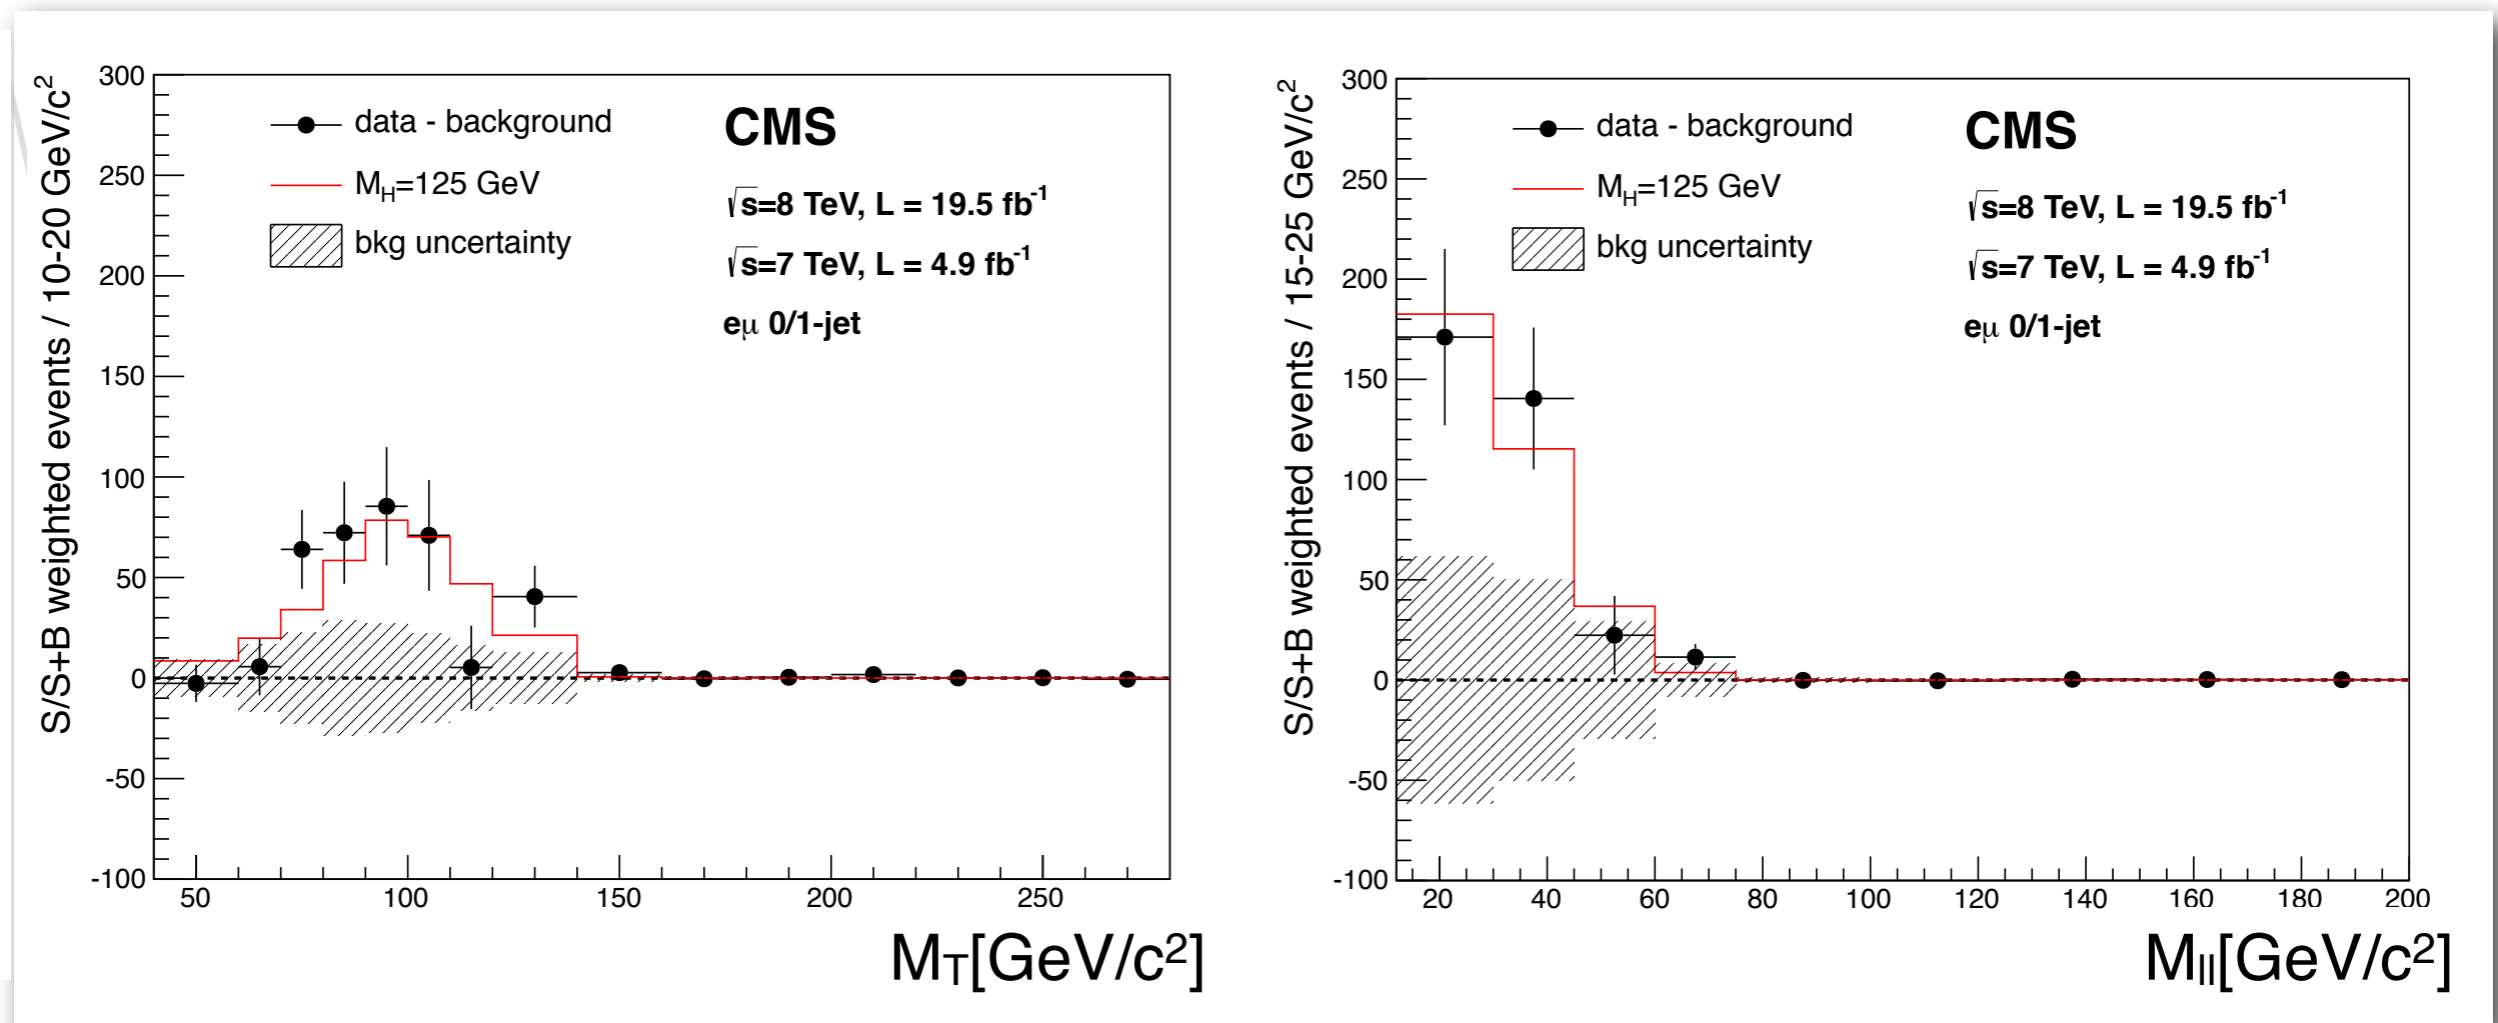 S/S+B weighted events / 10-20 GeV/c²
300
250
200
150
100
50
0
-50
-100
data - background
M_H=125 GeV
bkg uncertainty
CMS
√s=8 TeV, L = 19.5 fb⁻¹
√s=7 TeV, L = 4.9 fb⁻¹
eμ 0/1-jet
50 100 150 200 250
M_T[GeV/c²]
S/S+B weighted events / 15-25 GeV/c²
300
250
200
150
100
50
0
-50
-100
data - background
M_H=125 GeV
bkg uncertainty
CMS
√s=8 TeV, L = 19.5 fb⁻¹
√s=7 TeV, L = 4.9 fb⁻¹
eμ 0/1-jet
20 40 60 80 100 120 140 160 180 200
M_ll[GeV/c²]